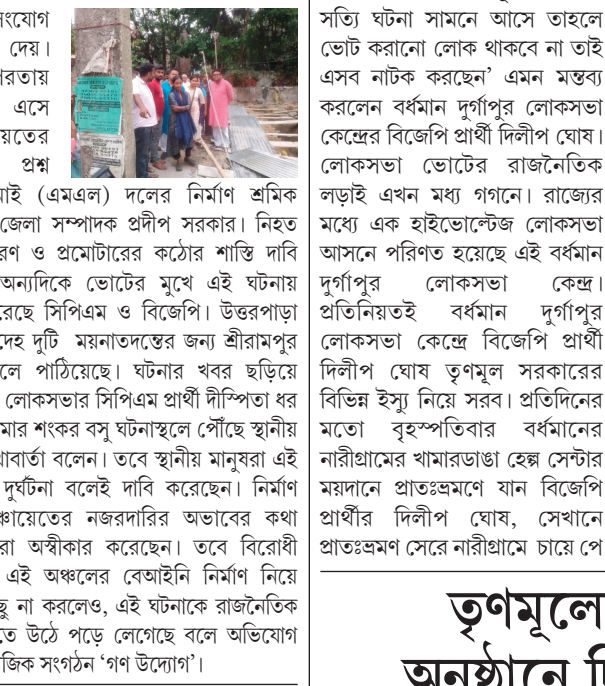 সংযোগ
দেয়।
এসে
প্রশ্ন
(এমএল) দলের নির্মাণ শ্রমিক
জেলা সম্পাদক প্রদীপ সরকার। নিহত
ও প্রমোটারের কঠোর শাস্তি দাবি
অন্যদিকে ভোটের মুখে এই ঘটনায়
সিপিএম ও বিজেপি। উত্তরপাড়া
দুটি ময়নাতদন্তের জন্য শ্রীরামপুর
পাঠিয়েছে। ঘটনার খবর ছড়িয়ে
লোকসভার সিপিএম প্রার্থী দীপ্সিতা ধর
শংকর বসু ঘটনাস্থলে পৌঁছে স্থানীয়
বলেন। তবে স্থানীয় মানুষরা এই
দুর্ঘটনা বলেই দাবি করেছেন। নির্মাণ
নজরদারির অভাবের কথা
অস্বীকার করেছেন। তবে বিরোধী
এই অঞ্চলের বেআইনি নির্মাণ নিয়ে
না করলেও, এই ঘটনাকে রাজনৈতিক
উঠে পড়ে লেগেছে বলে অভিযোগ
সংগঠন ‘গণ উদ্যোগ’।
সত্যি ঘটনা সামনে আসে তাহলে
ভোট করানো লোক থাকবে না তাই
এসব নাটক করছেন’ এমন মন্তব্য
করলেন বর্ধমান দুর্গাপুর লোকসভা
কেন্দ্রের বিজেপি প্রার্থী দিলীপ ঘোষ।
লোকসভা ভোটের রাজনৈতিক
লড়াই এখন মধ্য গগনে। রাজ্যের
মধ্যে এক হাইভোল্টেজ লোকসভা
আসনে পরিণত হয়েছে এই বর্ধমান
দুর্গাপুর লোকসভা কেন্দ্র।
প্রতিনিয়তই বর্ধমান দুর্গাপুর
লোকসভা কেন্দ্রে বিজেপি প্রার্থী
দিলীপ ঘোষ তৃণমূল সরকারের
বিভিন্ন ইস্যু নিয়ে সরব। প্রতিদিনের
মতো বৃহস্পতিবার বর্ধমানের
নারীগ্রামের খামারডাঙা হেল্প সেন্টার
ময়দানে প্রাতঃভ্রমণে যান বিজেপি
প্রার্থীর দিলীপ ঘোষ, সেখানে
প্রাতঃভ্রমণ সেরে নারীগ্রামে চায়ে পে
তৃণমূলে
অনুষ্ঠানে